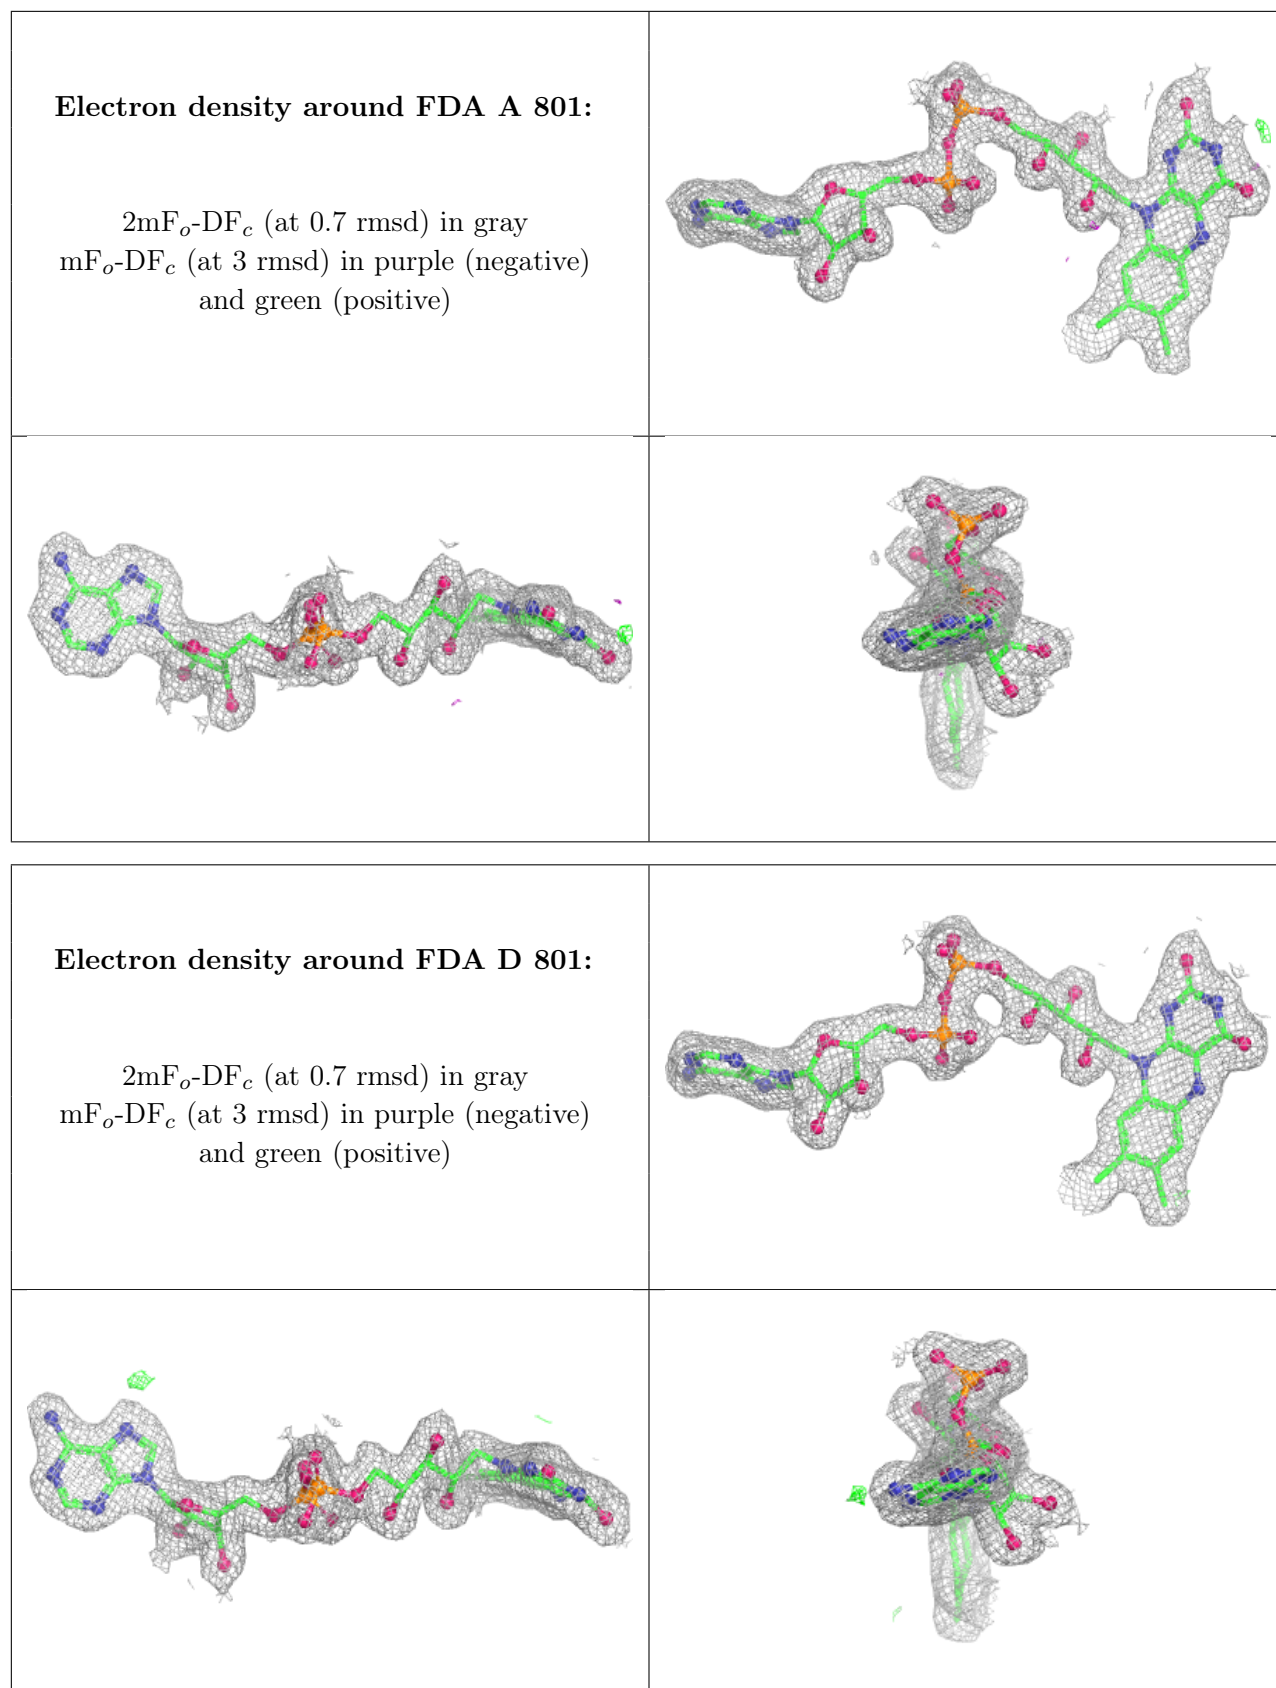 Electron density around FDA A 801:
2mFo-DFc (at 0.7 rmsd) in gray
mFo-DFc (at 3 rmsd) in purple (negative)
and green (positive)
Electron density around FDA D 801:
2mFo-DFc (at 0.7 rmsd) in gray
mFo-DFc (at 3 rmsd) in purple (negative)
and green (positive)